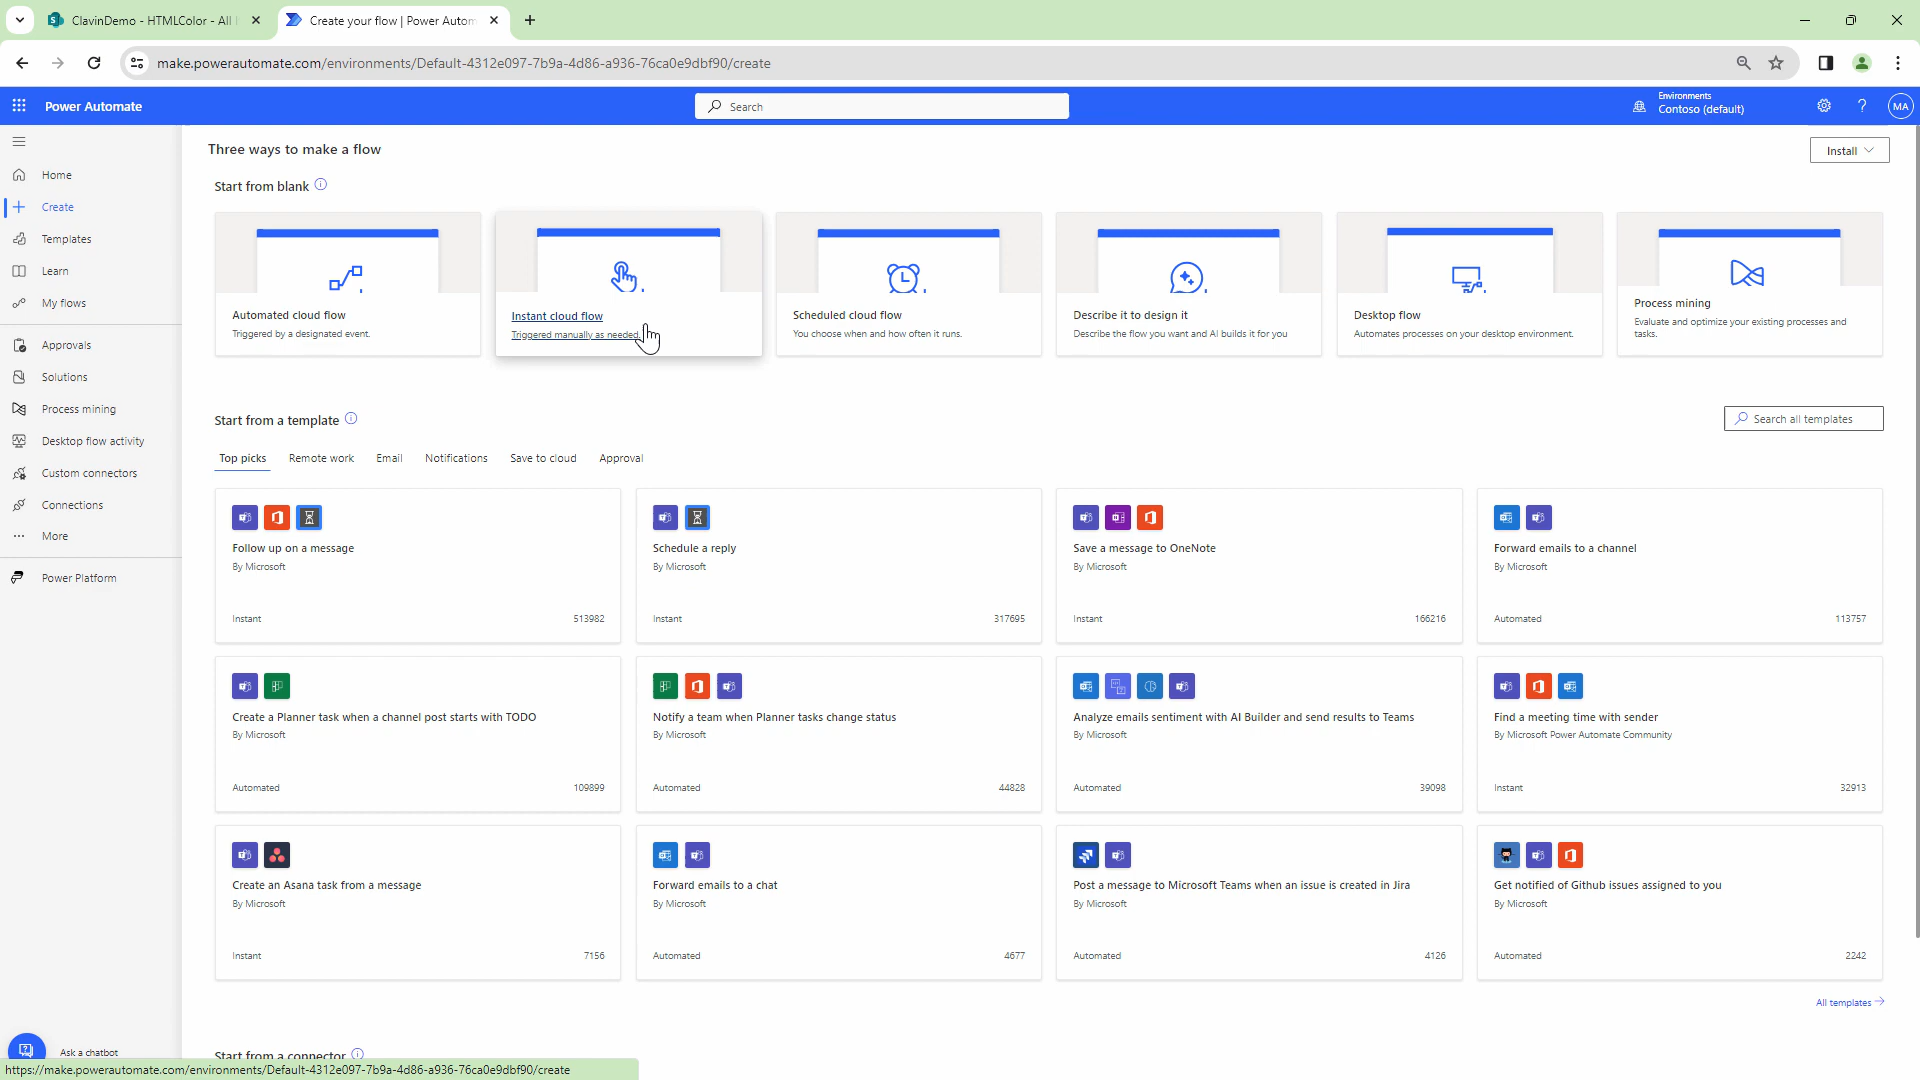 ClavinDemo - HTMLColor - All
Create your flow | Power Autom
make.powerautomate.com/environments/Default-4312e097-7b9a-4d86-a936-76ca0e9dbf90/create
Power Automate
Search
Environments
Contoso (default)
?
MA
Home
Create
Templates
Learn
My flows
Approvals
Solutions
Process mining
Desktop flow activity
Custom connectors
Connections
More
Power Platform
Ask a chatbot
Three ways to make a flow
Install
Start from blank
Automated cloud flow
Triggered by a designated event.
Instant cloud flow
Triggered manually as needed.
Scheduled cloud flow
You choose when and how often it runs.
Describe it to design it
Describe the flow you want and AI builds it for you
Desktop flow
Automates processes on your desktop environment.
Process mining
Evaluate and optimize your existing processes and
tasks.
Start from a template
Search all templates
Top picks
Remote work
Email
Notifications
Save to cloud
Approval
Follow up on a message
By Microsoft
Instant
513982
Schedule a reply
By Microsoft
Instant
317695
Save a message to OneNote
By Microsoft
Instant
166216
Forward emails to a channel
By Microsoft
Automated
113757
Create a Planner task when a channel post starts with TODO
By Microsoft
Automated
109899
Notify a team when Planner tasks change status
By Microsoft
Automated
44828
Analyze emails sentiment with AI Builder and send results to Teams
By Microsoft
Automated
39098
Find a meeting time with sender
By Microsoft Power Automate Community
Instant
32913
Create an Asana task from a message
By Microsoft
Instant
7156
Forward emails to a chat
By Microsoft
Automated
4677
Post a message to Microsoft Teams when an issue is created in Jira
By Microsoft
Automated
4126
Get notified of Github issues assigned to you
By Microsoft
Automated
2242
All templates
Start from a connector
https://make.powerautomate.com/environments/Default-4312e097-7b9a-4d86-a936-76ca0e9dbf90/create